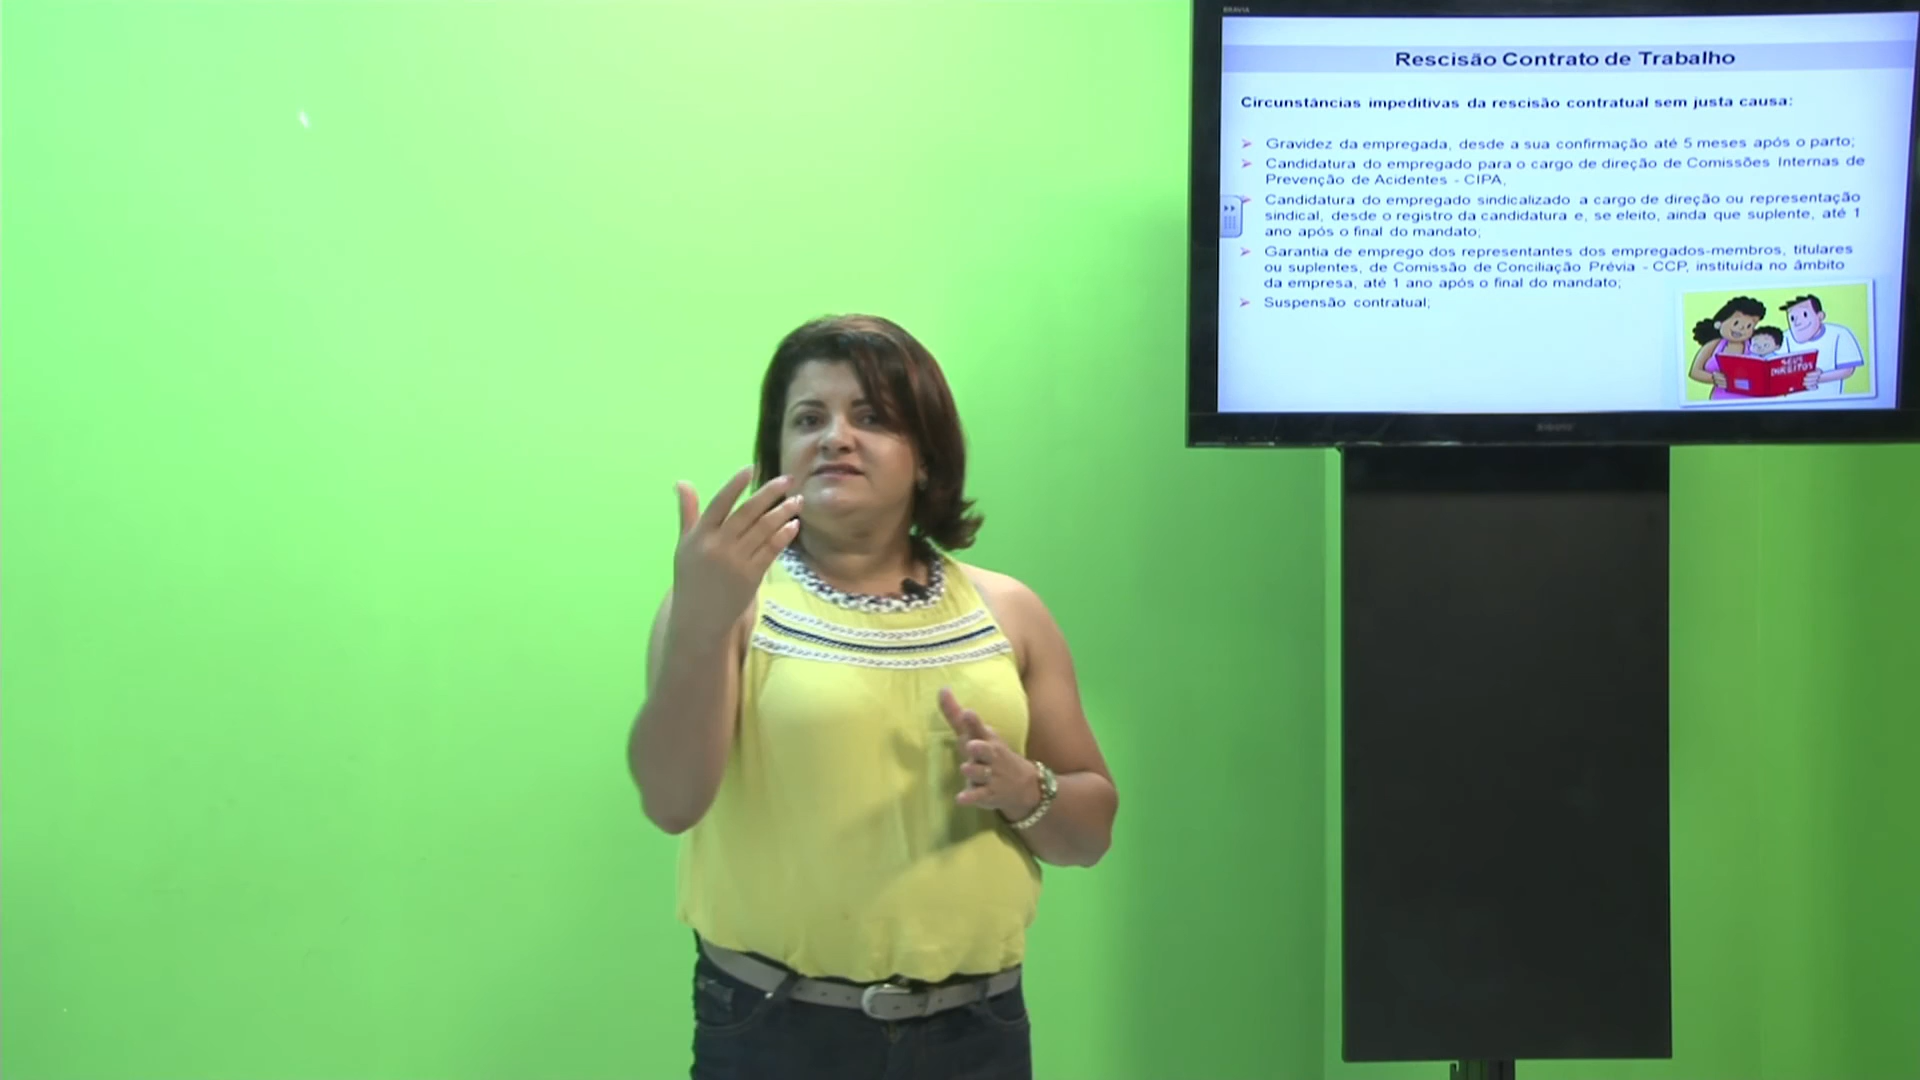 BRAVIA
Rescisão Contrato de Trabalho
Circunstâncias impeditivas da rescisão contratual sem justa causa:
➢ Gravidez da empregada, desde a sua confirmação até 5 meses após o parto;
➢ Candidatura do empregado para o cargo de direção de Comissões Internas de
Prevenção de Acidentes - CIPA,
➢ Candidatura do empregado sindicalizado a cargo de direção ou representação
sindical, desde o registro da candidatura e, se eleito, ainda que suplente, até 1
ano após o final do mandato;
➢ Garantia de emprego dos representantes dos empregados-membros, titulares
ou suplentes, de Comissão de Conciliação Prévia - CCP, instituída no âmbito
da empresa, até 1 ano após o final do mandato;
➢ Suspensão contratual;
SEUS
DIREITOS